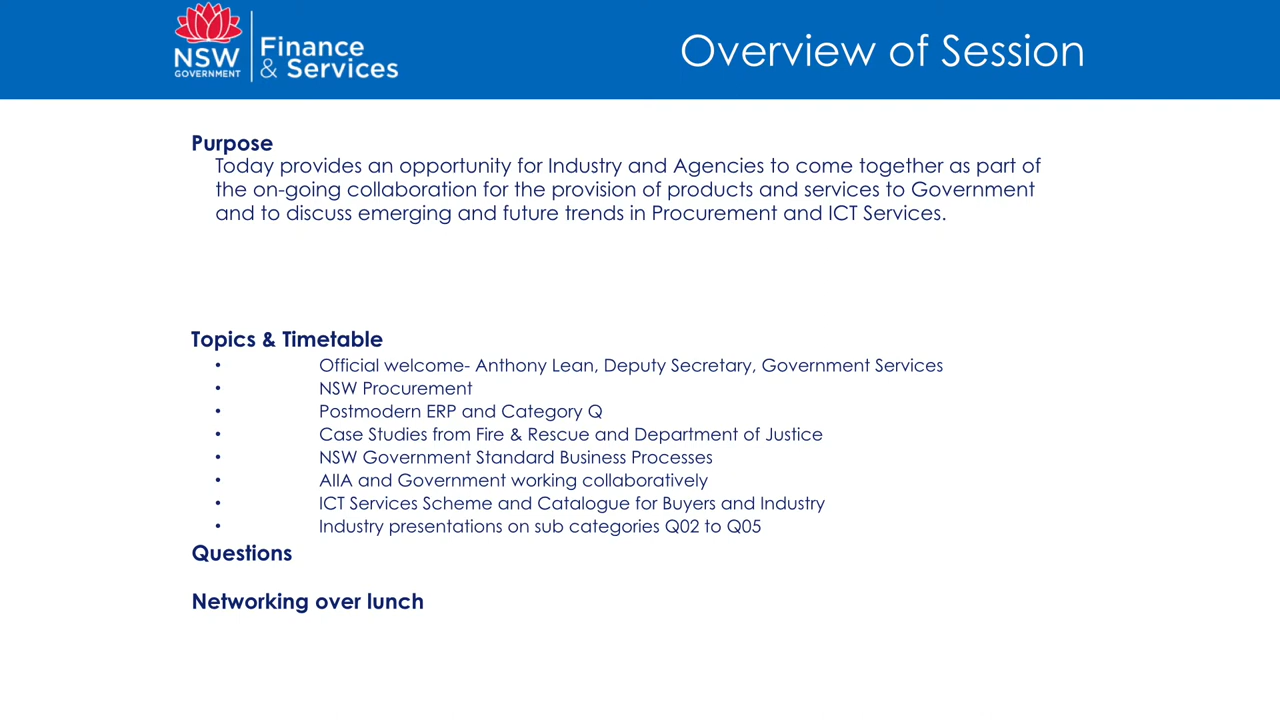 NSW
GOVERNMENT
Finance
& Services
Overview of Session
Purpose
Today provides an opportunity for Industry and Agencies to come together as part of
the on-going collaboration for the provision of products and services to Government
and to discuss emerging and future trends in Procurement and ICT Services.
Topics & Timetable
• Official welcome- Anthony Lean, Deputy Secretary, Government Services
• NSW Procurement
• Postmodern ERP and Category Q
• Case Studies from Fire & Rescue and Department of Justice
• NSW Government Standard Business Processes
• AIIA and Government working collaboratively
• ICT Services Scheme and Catalogue for Buyers and Industry
• Industry presentations on sub categories Q02 to Q05
Questions
Networking over lunch